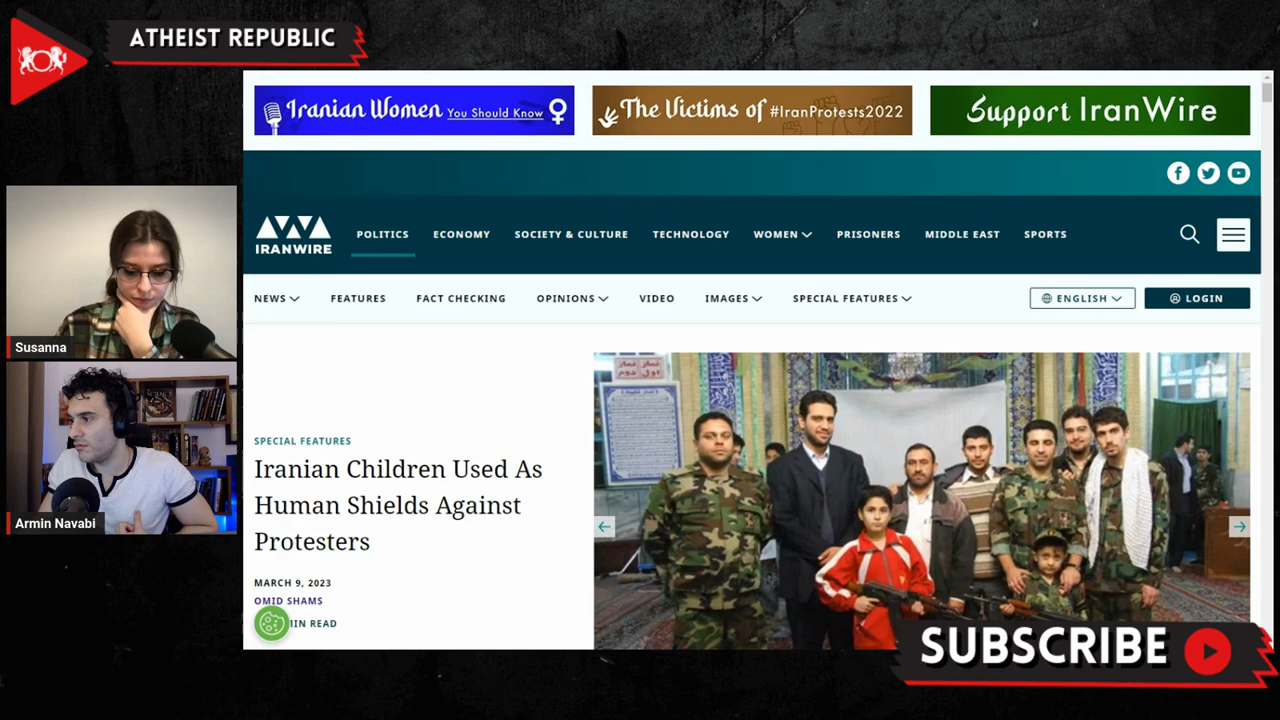 ATHEIST REPUBLIC
Iranian Women You Should Know
The Victims of #IranProtests2022
Support IranWire
IRANWIRE
POLITICS ECONOMY SOCIETY & CULTURE TECHNOLOGY WOMEN PRISONERS MIDDLE EAST SPORTS
NEWS FEATURES FACT CHECKING OPINIONS VIDEO IMAGES SPECIAL FEATURES ENGLISH LOGIN
Susanna
Armin Navabi
SPECIAL FEATURES
Iranian Children Used As
Human Shields Against
Protesters
MARCH 9, 2023
OMID SHAMS
MIN READ
SUBSCRIBE